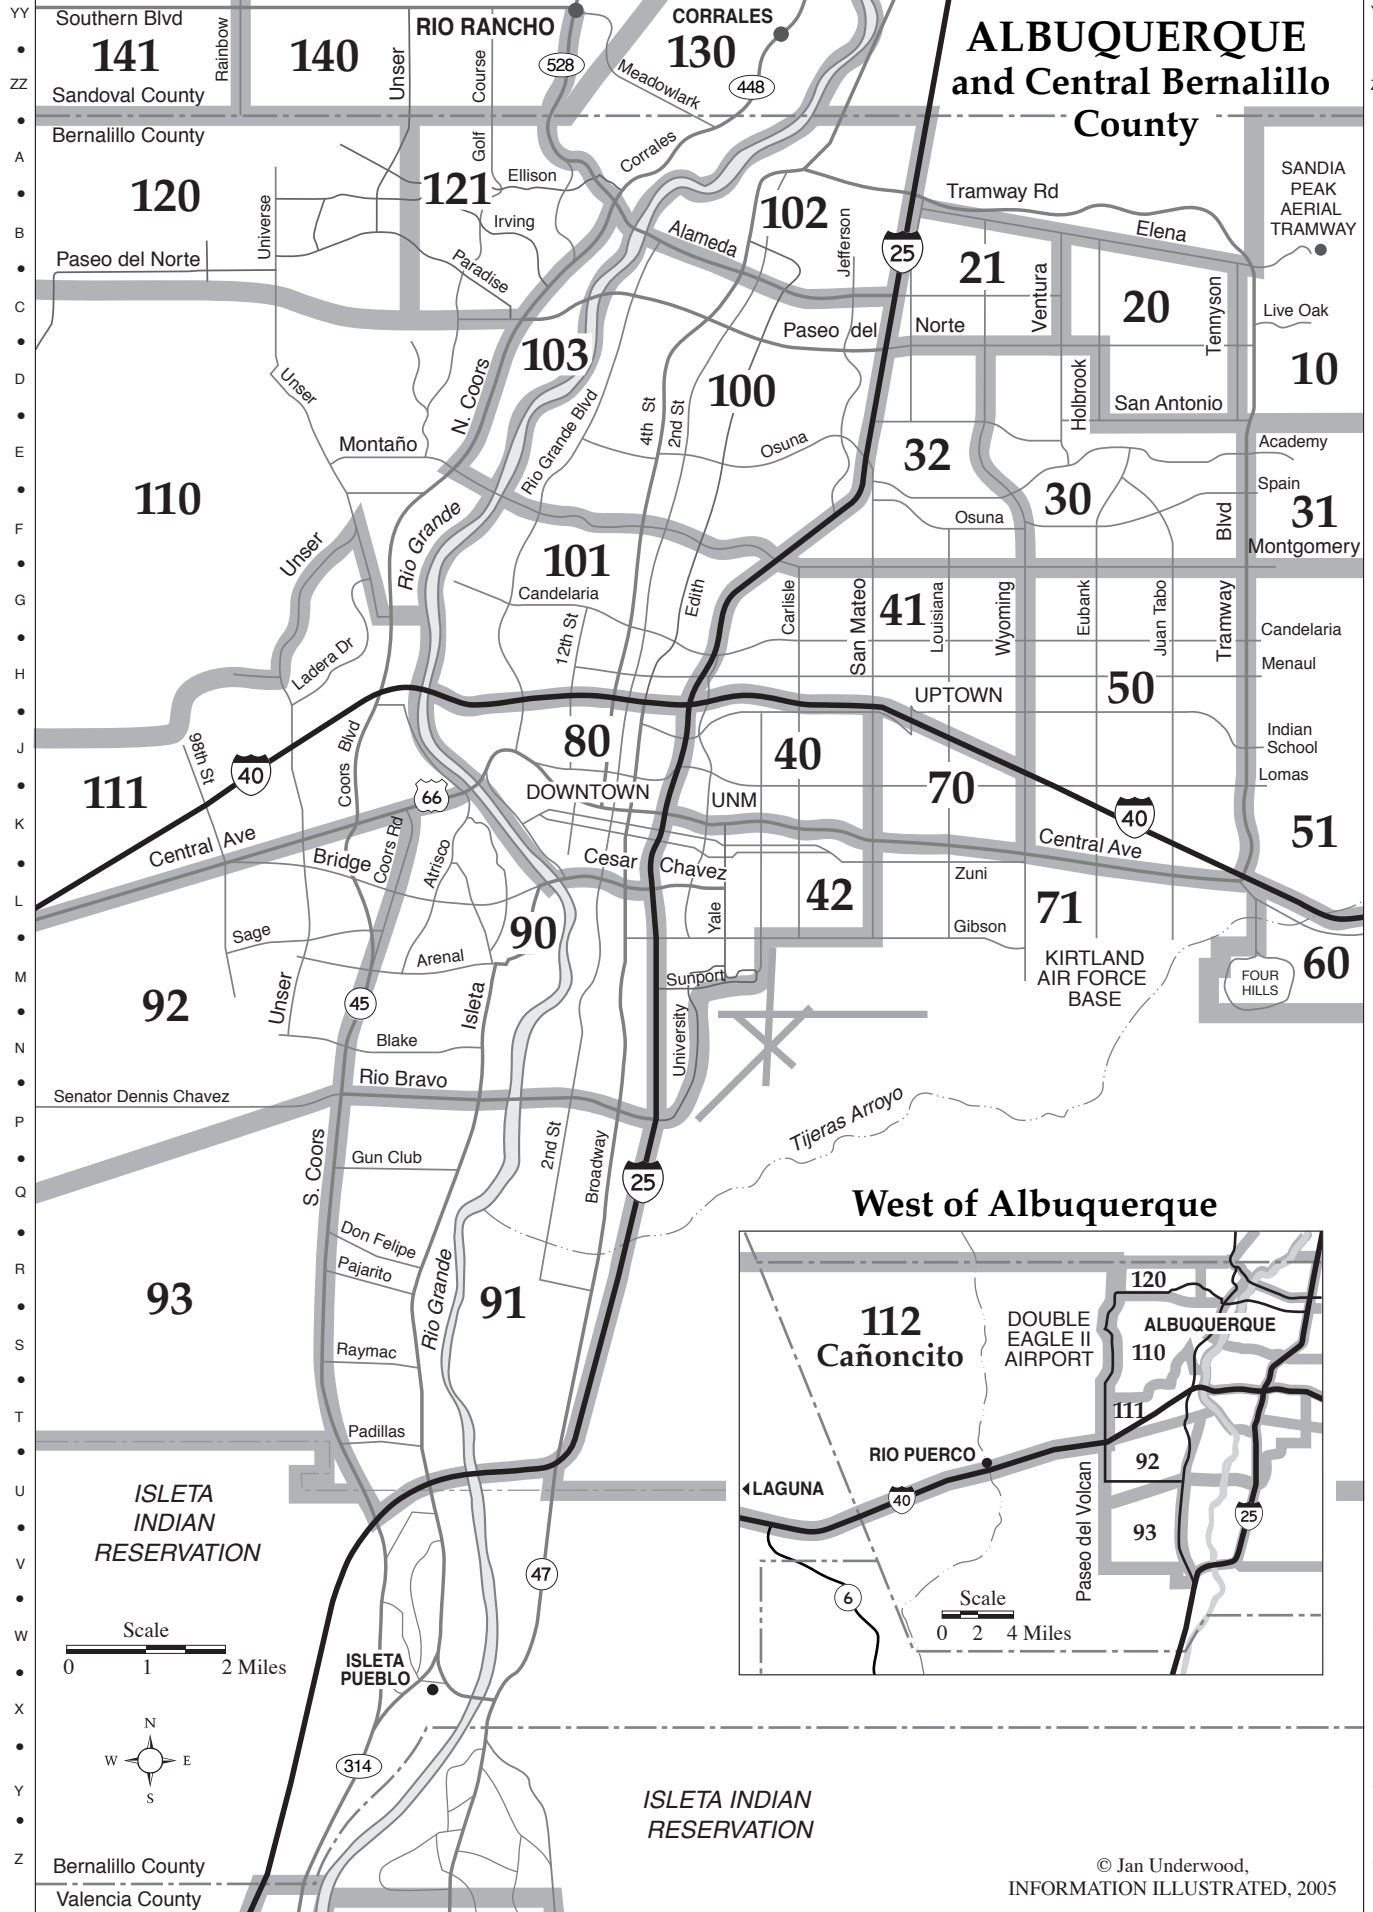 YY
ZZ
A
B
C
D
E
F
G
H
J
K
L
M
N
P
Q
R
S
T
U
V
W
X
Y
Z
ALBUQUERQUE
and Central Bernalillo
County
Southern Blvd
141
Rainbow
140
Unser
RIO RANCHO
Course
528
CORRALES
130
Meadowlark
448
Sandoval County
Bernalillo County
Golf
Corrales
120
121
Ellison
Irving
Universe
Paradise
Paseo del Norte
Alameda
102
Jefferson
25
Tramway Rd
Elena
SANDIA
PEAK
AERIAL
TRAMWAY
21
Ventura
20
Tennyson
Live Oak
10
Paseo del
Norte
103
N. Coors
100
4th St
2nd St
Rio Grande Blvd
Osuna
Unser
Montaño
Holbrook
San Antonio
Academy
32
30
Spain
31
Blvd
Osuna
Montgomery
110
Unser
Rio Grande
101
Candelaria
12th St
Edith
Carlisle
San Mateo
41
Louisiana
Wyoming
Eubank
Juan Tabo
Tramway
Candelaria
Menaul
Ladera Dr
UPTOWN
50
Indian
School
98th St
40
Coors Blvd
80
40
70
Lomas
111
66
DOWNTOWN
UNM
40
51
Central Ave
Bridge
Coors Rd
Atrisco
Cesar
Chavez
Central Ave
Zuni
42
71
Yale
Gibson
Sage
90
Arenal
KIRTLAND
AIR FORCE
BASE
60
FOUR
HILLS
Sunport
92
Unser
45
Isleta
University
Blake
Rio Bravo
Senator Dennis Chavez
Tijeras Arroyo
S. Coors
Gun Club
2nd St
Broadway
25
Don Felipe
Pajarito
Rio Grande
93
91
Raymac
Padillas
ISLETA
INDIAN
RESERVATION
47
Scale
0 1 2 Miles
ISLETA
PUEBLO
N
W E
S
314
ISLETA INDIAN
RESERVATION
Bernalillo County
Valencia County
West of Albuquerque
120
112
Cañoncito
DOUBLE
EAGLE II
AIRPORT
ALBUQUERQUE
110
111
RIO PUERCO
92
LAGUNA
40
Paseo del Volcan
25
93
6
Scale
0 2 4 Miles
© Jan Underwood,
INFORMATION ILLUSTRATED, 2005